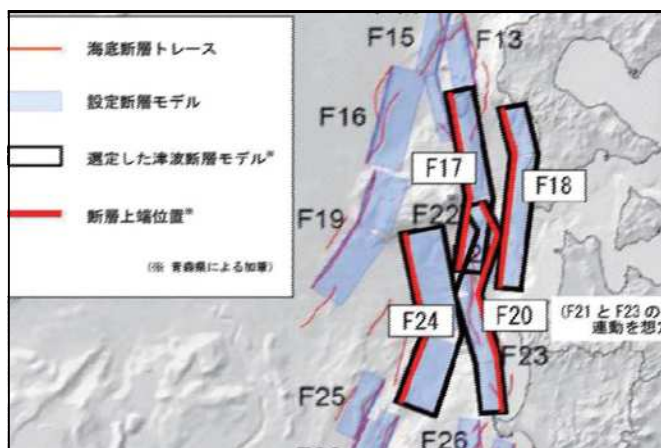 海底断層トレース
設定断層モデル
選定した津波断層モデル※
断層上端位置※
(※ 青森県による加筆)
F15
F13
F16
F17
F18
F19
F22
F24
F20
(F21 と F23 の
連動を想定
F23
F25
F26